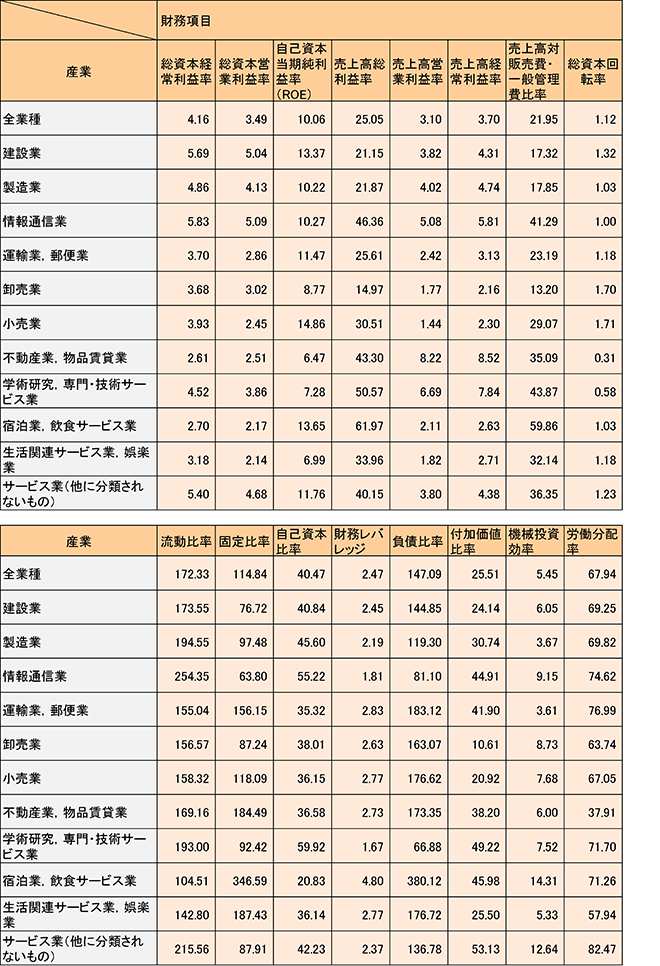 財務項目
産業 総資本経常利益率 総資本営業利益率 自己資本当期純利益率(ROE) 売上高総利益率 売上高営業利益率 売上高経常利益率 売上高対販売費・一般管理費比率 総資本回転率
全業種 4.16 3.49 10.06 25.05 3.10 3.70 21.95 1.12
建設業 5.69 5.04 13.37 21.15 3.82 4.31 17.32 1.32
製造業 4.86 4.13 10.22 21.87 4.02 4.74 17.85 1.03
情報通信業 5.83 5.09 10.27 46.36 5.08 5.81 41.29 1.00
運輸業，郵便業 3.70 2.86 11.47 25.61 2.42 3.13 23.19 1.18
卸売業 3.68 3.02 8.77 14.97 1.77 2.16 13.20 1.70
小売業 3.93 2.45 14.86 30.51 1.44 2.30 29.07 1.71
不動産業，物品賃貸業 2.61 2.51 6.47 43.30 8.22 8.52 35.09 0.31
学術研究，専門・技術サービス業 4.52 3.86 7.28 50.57 6.69 7.84 43.87 0.58
宿泊業，飲食サービス業 2.70 2.17 13.65 61.97 2.11 2.63 59.86 1.03
生活関連サービス業，娯楽業 3.18 2.14 6.99 33.96 1.82 2.71 32.14 1.18
サービス業（他に分類されないもの） 5.40 4.68 11.76 40.15 3.80 4.38 36.35 1.23
産業 流動比率 固定比率 自己資本比率 財務レバレッジ 負債比率 付加価値比率 機械投資効率 労働分配率
全業種 172.33 114.84 40.47 2.47 147.09 25.51 5.45 67.94
建設業 173.55 76.72 40.84 2.45 144.85 24.14 6.05 69.25
製造業 194.55 97.48 45.60 2.19 119.30 30.74 3.67 69.82
情報通信業 254.35 63.80 55.22 1.81 81.10 44.91 9.15 74.62
運輸業，郵便業 155.04 156.15 35.32 2.83 183.12 41.90 3.61 76.99
卸売業 156.57 87.24 38.01 2.63 163.07 10.61 8.73 63.74
小売業 158.32 118.09 36.15 2.77 176.62 20.92 7.68 67.05
不動産業，物品賃貸業 169.16 184.49 36.58 2.73 173.35 38.20 6.00 37.91
学術研究，専門・技術サービス業 193.00 92.42 59.92 1.67 66.88 49.22 7.52 71.70
宿泊業，飲食サービス業 104.51 346.59 20.83 4.80 380.12 45.98 14.31 71.26
生活関連サービス業，娯楽業 142.80 187.43 36.14 2.77 176.72 25.50 5.33 57.94
サービス業（他に分類されないもの） 215.56 87.91 42.23 2.37 136.78 53.13 12.64 82.47